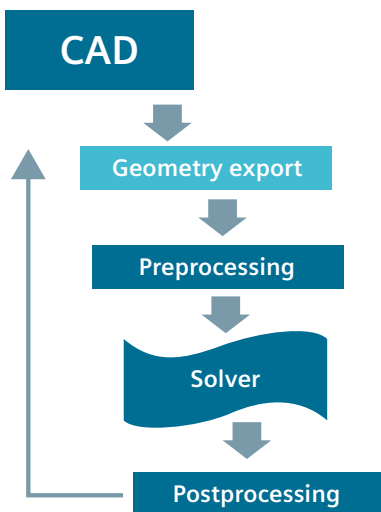 CAD
Geometry export
Preprocessing
Solver
Postprocessing